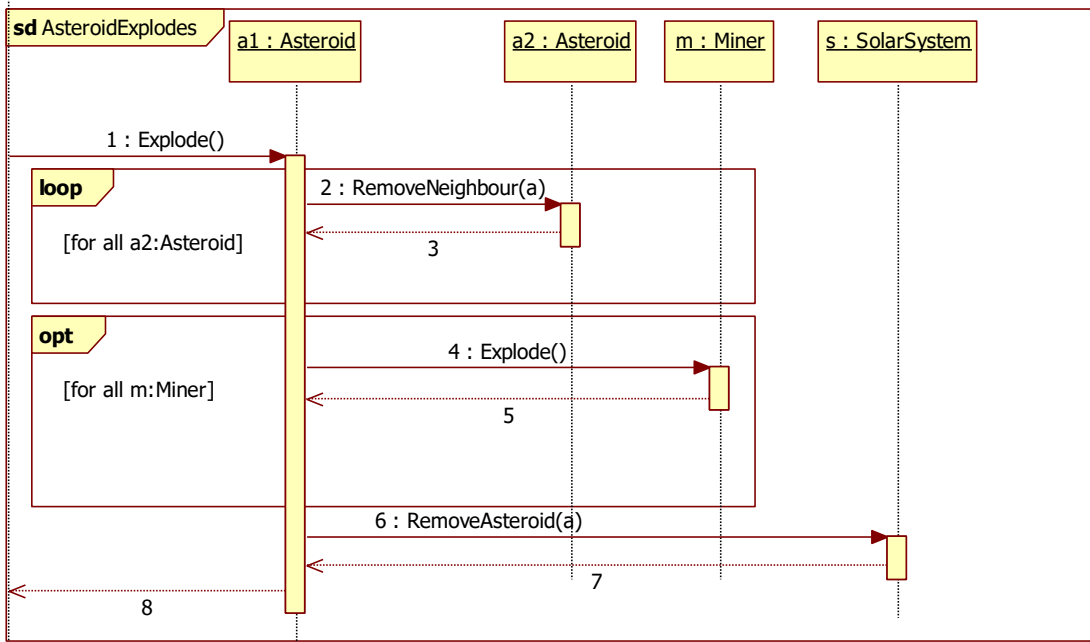 sd AsteroidExplodes
a1 : Asteroid
a2 : Asteroid
m : Miner
s : SolarSystem
1 : Explode()
loop
2 : RemoveNeighbour(a)
[for all a2:Asteroid]
3
opt
4 : Explode()
[for all m:Miner]
5
6 : RemoveAsteroid(a)
7
8